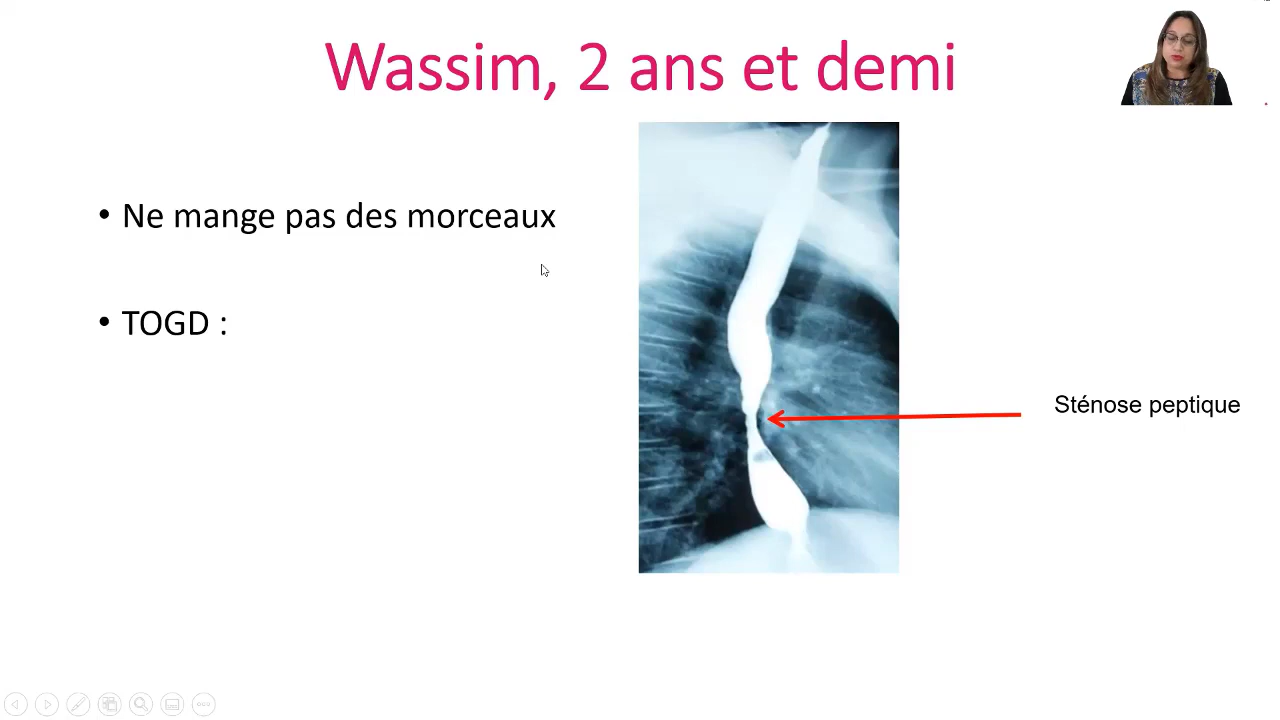 Wassim, 2 ans et demi
• Ne mange pas des morceaux
• TOGD :
Sténose peptique